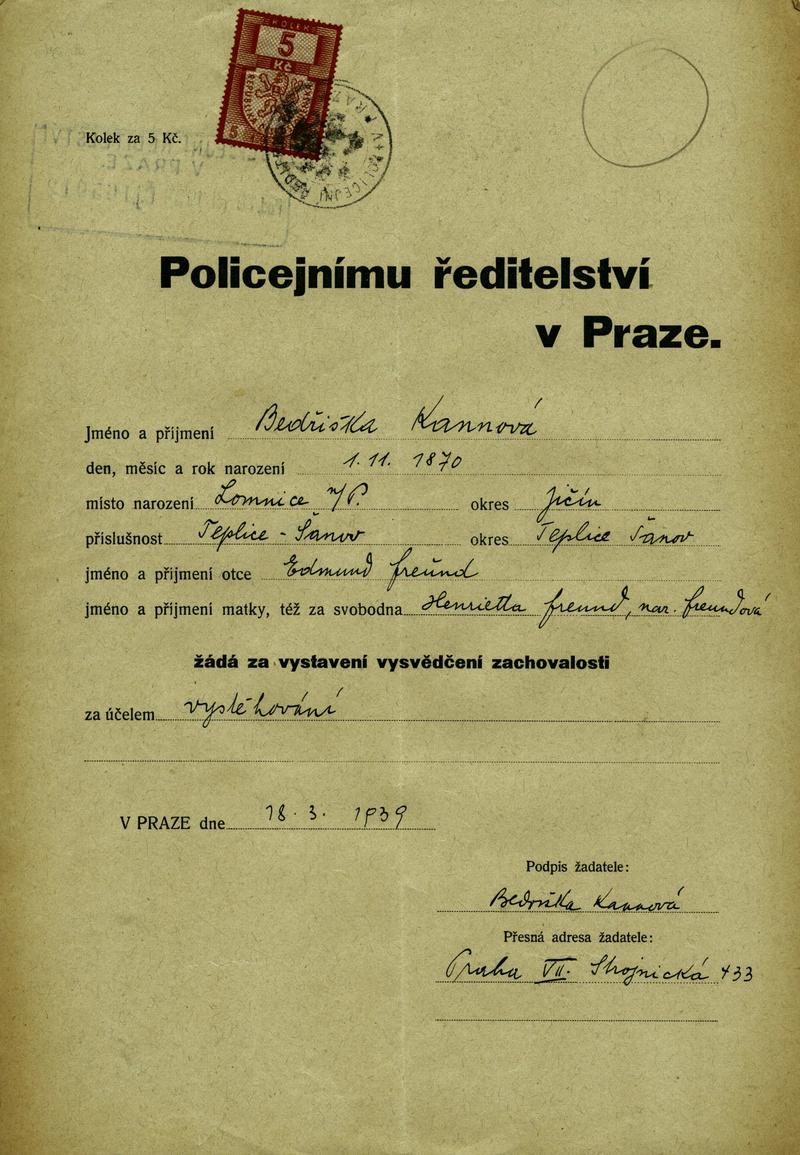 KOLEK
5
Kč
5
Kolek za 5 Kč.
V PRAZE
Policejnímu ředitelství
v Praze.
Jméno a příjmení Bedřiška Kannová
den, měsíc a rok narození 1. 11. 1870
místo narození Lomnice n/P. okres Jičín
příslušnost Teplice - Šanov okres Teplice Šanov
jméno a příjmení otce Edmund Freund
jméno a příjmení matky, též za svobodna Henrietta Freund, nar. Freundová
žádá za vystavení vysvědčení zachovalosti
za účelem vystěhování
V PRAZE dne 18. 3. 1939
Podpis žadatele:
Bedřiška Kannová
Přesná adresa žadatele:
Praha VII. Strojnická 433